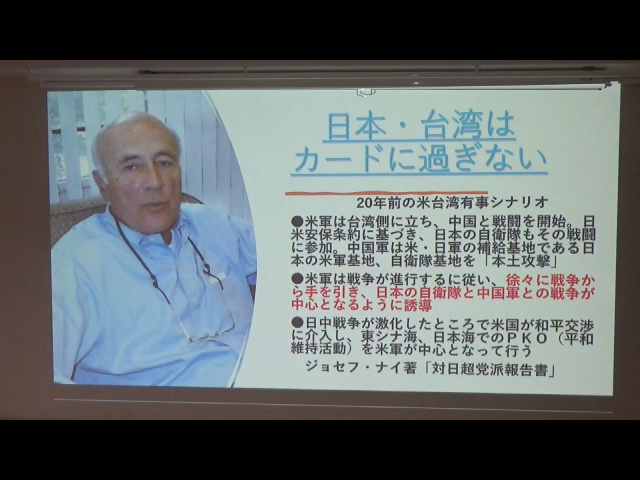 日本・台湾は
カードに過ぎない
20年前の米台湾有事シナリオ
●米軍は台湾側に立ち、中国と戦闘を開始。日
米安保条約に基づき、日本の自衛隊もその戦闘
に参加。中国軍は米・日軍の補給基地である日
本の米軍基地、自衛隊基地を「本土攻撃」
●米軍は戦争が進行するに従い、徐々に戦争か
ら手を引き、日本の自衛隊と中国軍との戦争が
中心となるように誘導
●日中戦争が激化したところで米国が和平交渉
に介入し、東シナ海、日本海でのＰＫＯ（平和
維持活動）を米軍が中心となって行う
ジョセフ・ナイ著「対日超党派報告書」